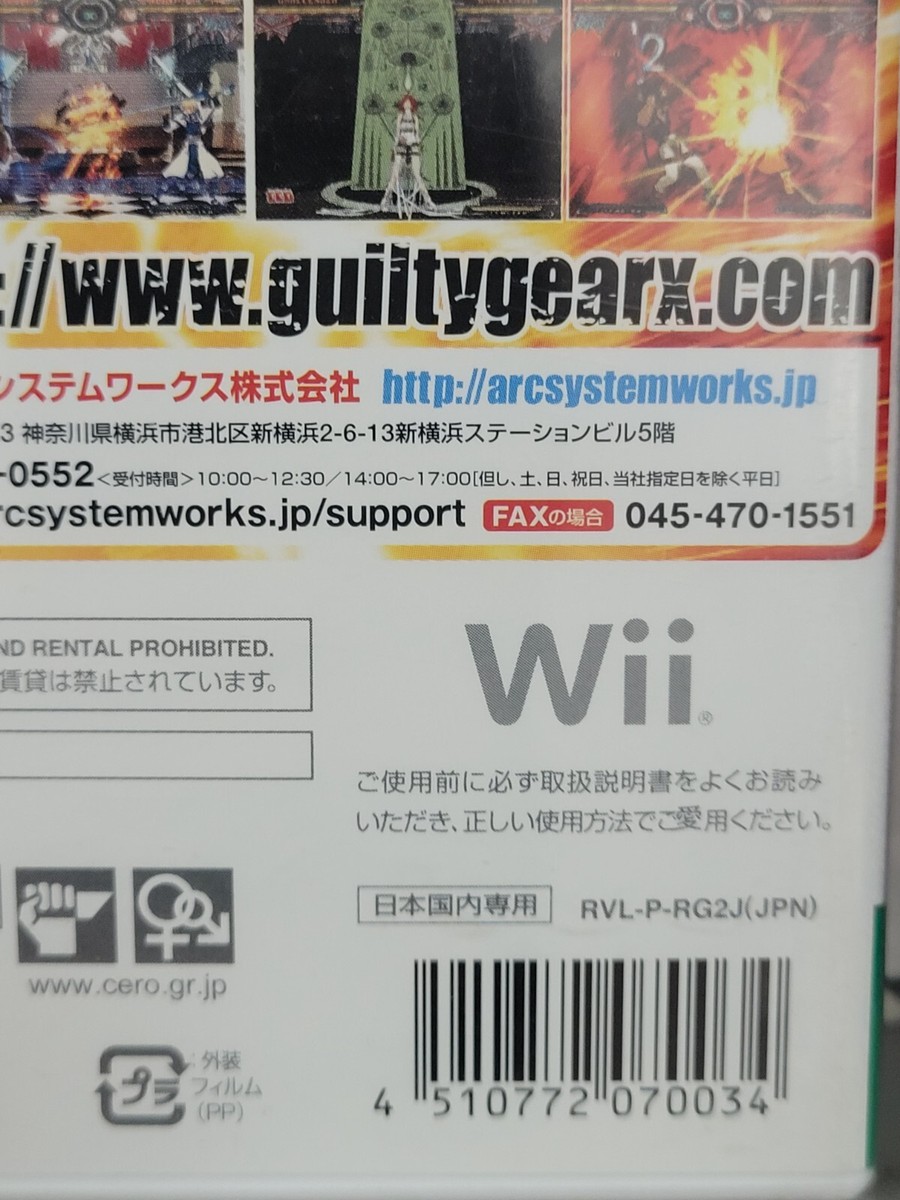 ://www.guiltygearx.com
システムワークス株式会社 http://arcsystemworks.jp
3 神奈川県横浜市港北区新横浜2-6-13新横浜ステーションビル5階
-0552<受付時間>10:00～12:30／14:00～17:00[但し、土、日、祝日、当社指定日を除く平日]
rcsystemworks.jp/support FAXの場合 045-470-1551
ND RENTAL PROHIBITED.
賃貸は禁止されています。
Wii®
ご使用前に必ず取扱説明書をよくお読み
いただき、正しい使用方法でご愛用ください。
日本国内専用 RVL-P-RG2J(JPN)
www.cero.gr.jp
プラ
:外装
フィルム
(PP)
4 510772 070034